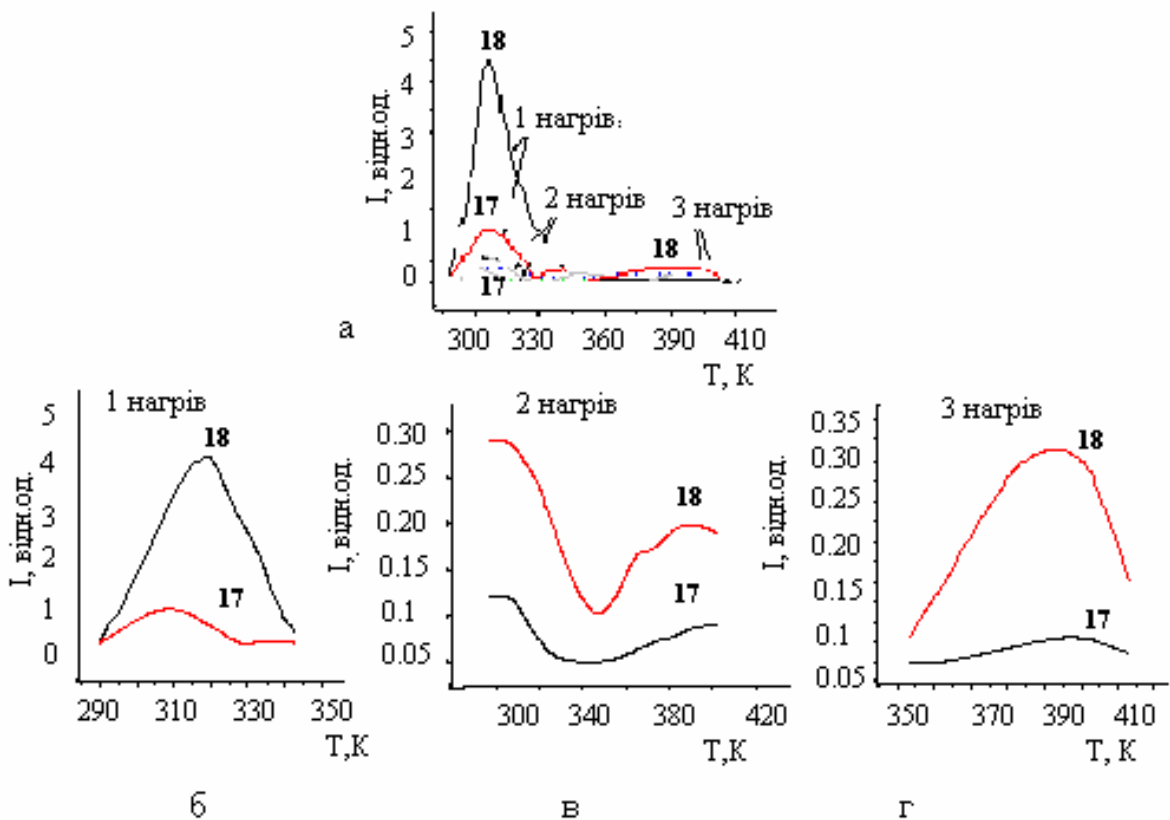 5
4
3
2
1
0
I, відн.од.
18
1 нагрів.
17
2 нагрів
3 нагрів
18
17
300 330 360 390 410
T, K
а
1 нагрів
5
4
3
2
1
0
I, відн.од.
18
17
290 310 330 350
T,K
б
2 нагрів
0.30
0.25
0.20
0.15
0.1
0.05
I, відн.од.
18
17
300 340 380 420
T,K
в
3 нагрів
0.35
0.30
0.25
0.20
0.15
0.1
0.05
I, відн.од.
18
17
350 370 390 410
T, K
г